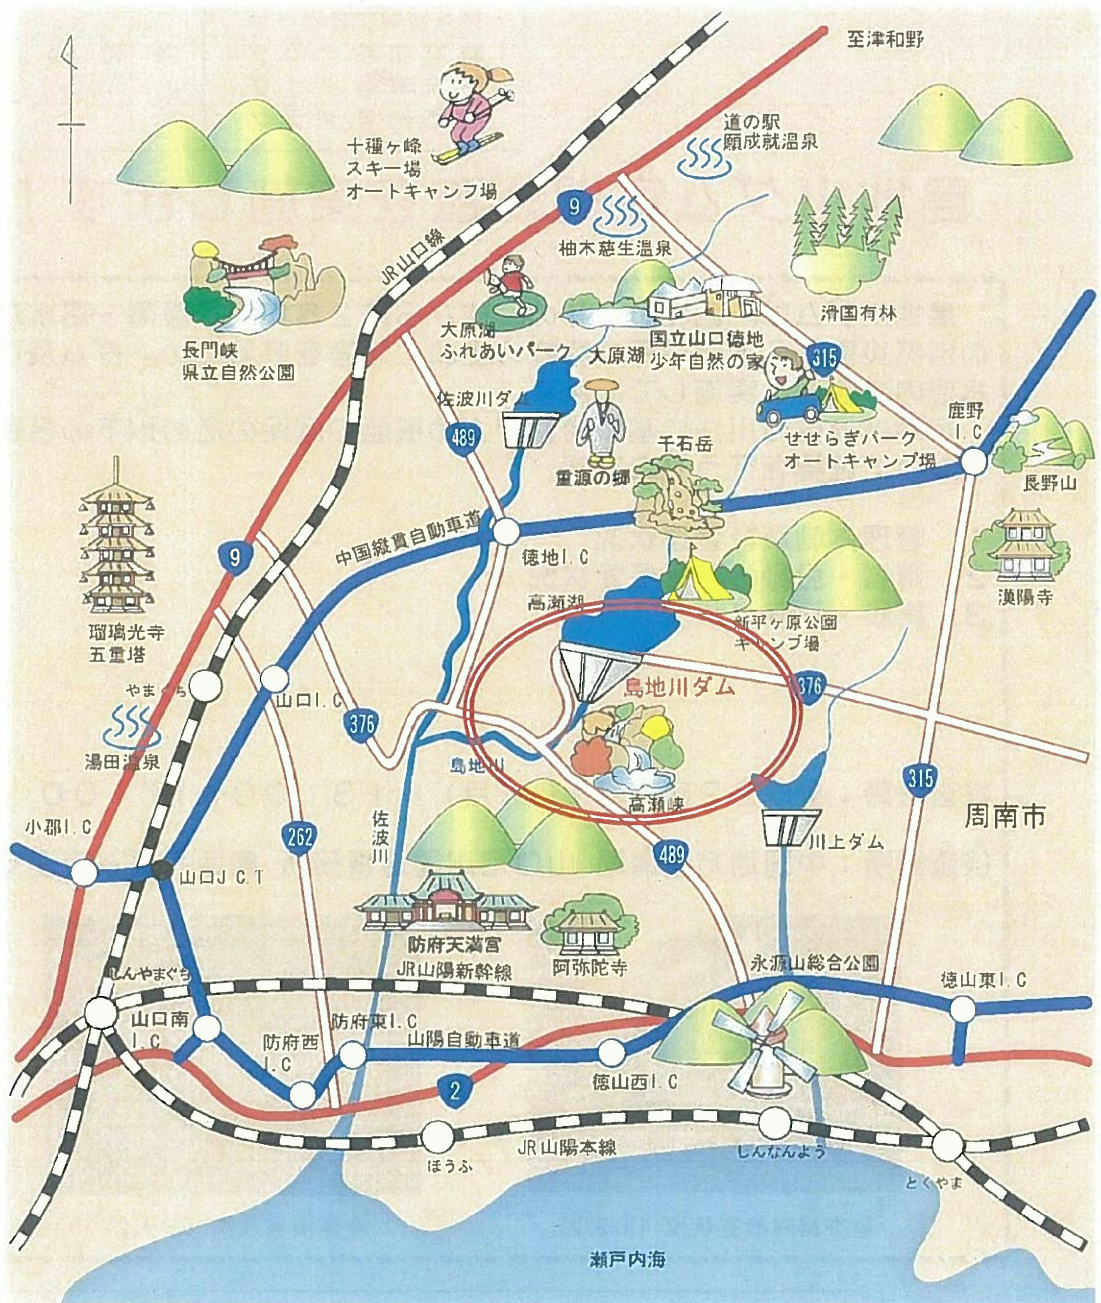 至津和野
道の駅
願成就温泉
十種ヶ峰
スキー場
オートキャンプ場
9
柚木慈生温泉
JR山口線
滑国有林
長門峡
県立自然公園
大原湖
ふれあいパーク
大原湖
国立山口徳地
少年自然の家
315
佐波川ダム
489
重源の郷
千石岳
せせらぎパーク
オートキャンプ場
鹿野
I.C
長野山
中国縦貫自動車道
徳地I.C
漢陽寺
9
高瀬湖
新平ヶ原公園
キャンプ場
瑠璃光寺
五重塔
やまぐち
山口I.C
島地川ダム
376
376
湯田温泉
島地川
高瀬峡
315
周南市
小郡I.C
262
佐波川
489
川上ダム
山口J.C.T
防府天満宮
JR山陽新幹線
阿弥陀寺
永源山総合公園
徳山東I.C
しんやまぐち
山口南
I.C
防府東I.C
防府西
I.C
山陽自動車道
徳山西I.C
2
ほうふ
JR山陽本線
しんなんよう
とくやま
瀬戸内海